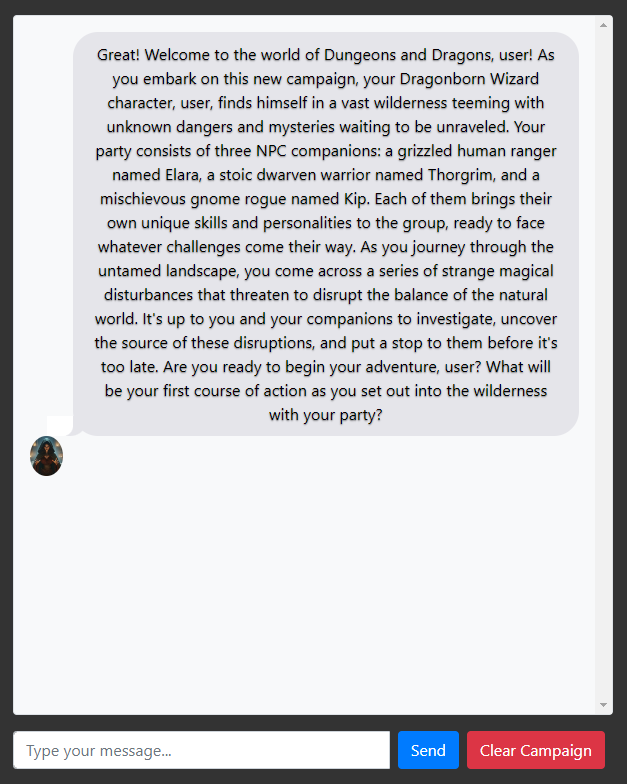 Great! Welcome to the world of Dungeons and Dragons, user! As
you embark on this new campaign, your Dragonborn Wizard
character, user, finds himself in a vast wilderness teeming with
unknown dangers and mysteries waiting to be unraveled. Your
party consists of three NPC companions: a grizzled human ranger
named Elara, a stoic dwarven warrior named Thorgrim, and a
mischievous gnome rogue named Kip. Each of them brings their
own unique skills and personalities to the group, ready to face
whatever challenges come their way. As you journey through the
untamed landscape, you come across a series of strange magical
disturbances that threaten to disrupt the balance of the natural
world. It's up to you and your companions to investigate, uncover
the source of these disruptions, and put a stop to them before it's
too late. Are you ready to begin your adventure, user? What will
be your first course of action as you set out into the wilderness
with your party?
Type your message...
Send
Clear Campaign